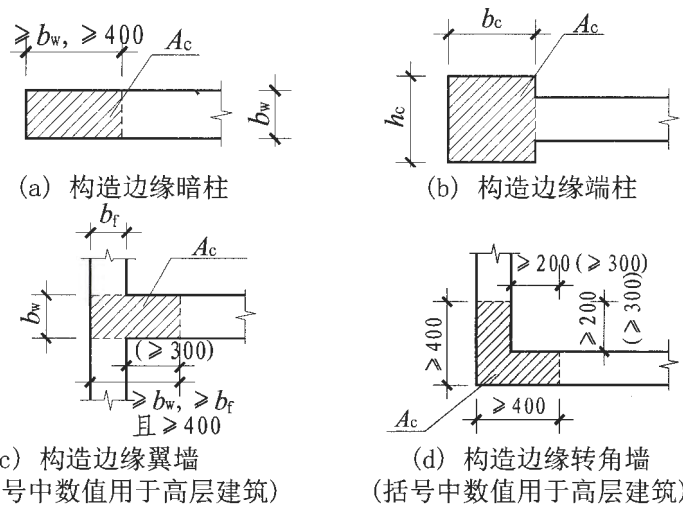 ≥bw, ≥400
Ac
bw
(a) 构造边缘暗柱
bc
Ac
hc
(b) 构造边缘端柱
bf
Ac
bw
(≥300)
≥bw, ≥bf
且≥400
c) 构造边缘翼墙
号中数值用于高层建筑)
≥200(≥300)
≥200
(≥300)
≥400
Ac
≥400
(d) 构造边缘转角墙
(括号中数值用于高层建筑)